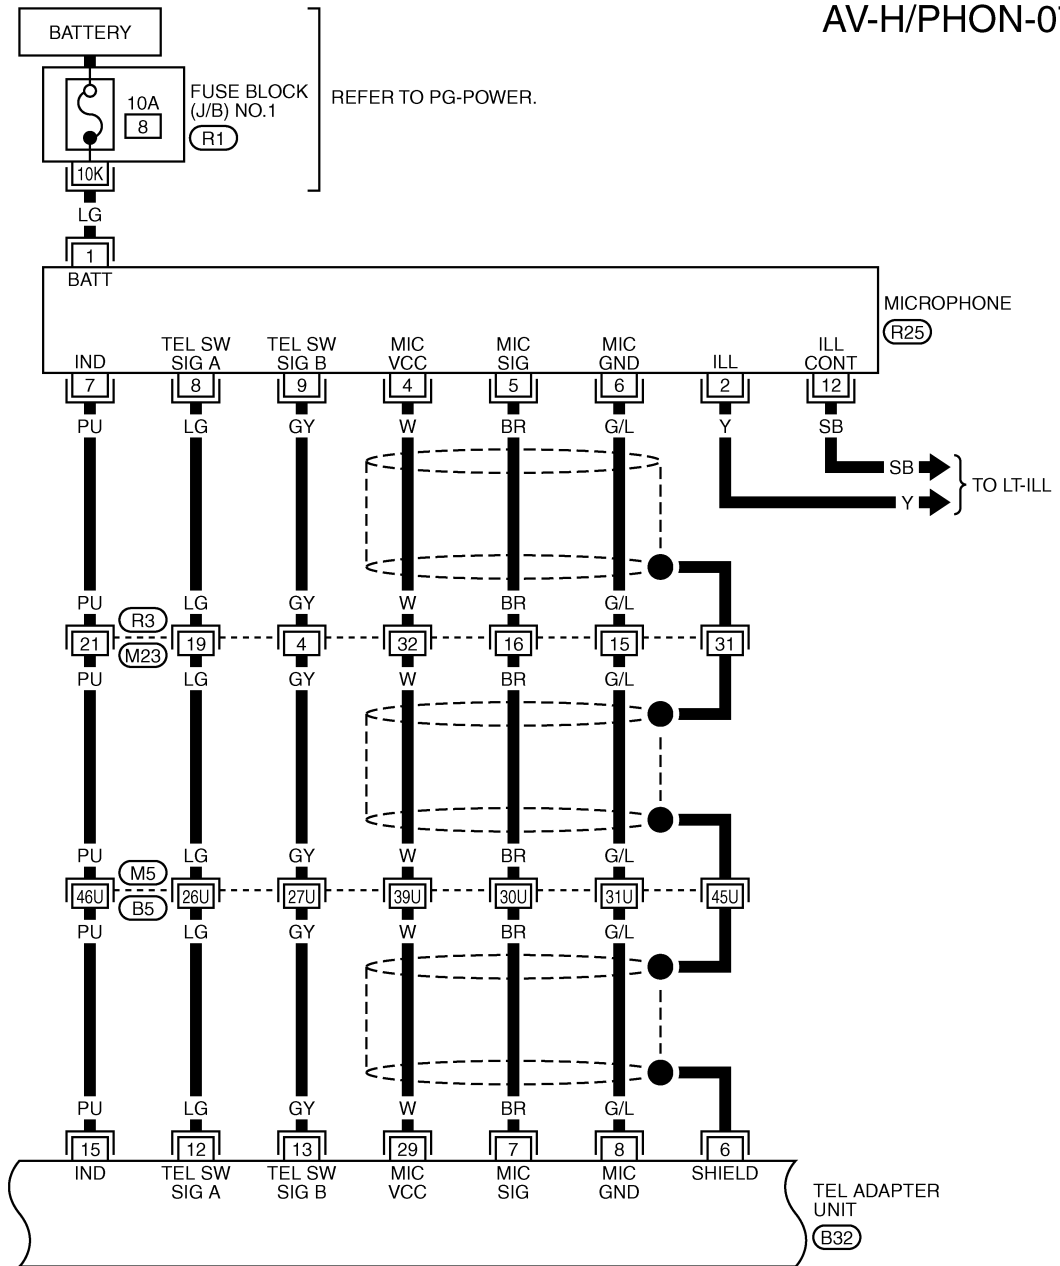 AV-H/PHON-07
BATTERY
FUSE BLOCK
(J/B) NO.1
R1
10A
8
10K
REFER TO PG-POWER.
LG
1
BATT
MICROPHONE
R25
IND
TEL SW
SIG A
TEL SW
SIG B
MIC
VCC
MIC
SIG
MIC
GND
ILL
ILL
CONT
7 8 9 4 5 6 2 12
PU LG GY W BR G/L Y SB
SB
Y
TO LT-ILL
PU LG GY W BR G/L
R3
21 19 4 32 16 15 31
M23
PU LG GY W BR G/L
PU LG GY W BR G/L
M5
46U 26U 27U 39U 30U 31U 45U
B5
PU LG GY W BR G/L
PU LG GY W BR G/L
15 12 13 29 7 8 6
IND
TEL SW
SIG A
TEL SW
SIG B
MIC
VCC
MIC
SIG
MIC
GND
SHIELD
TEL ADAPTER
UNIT
B32